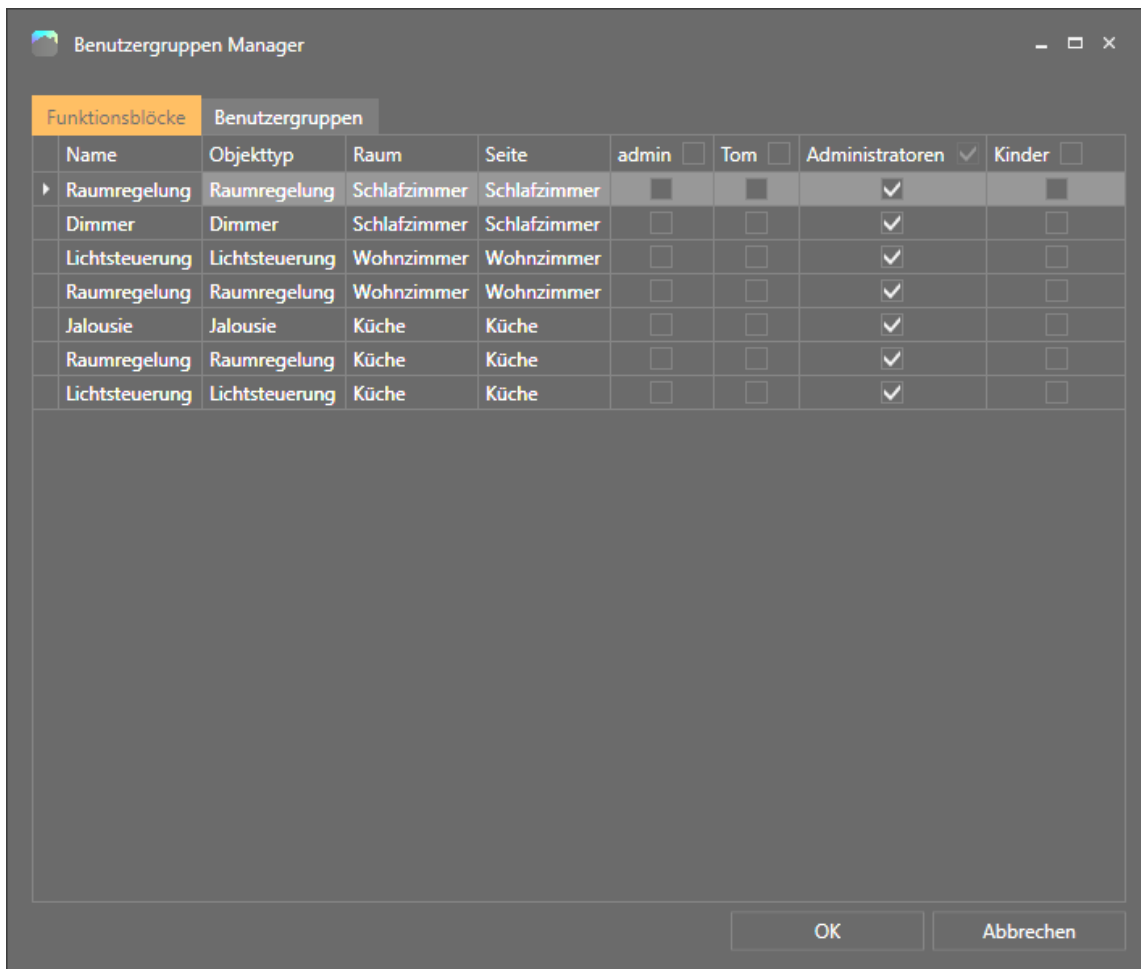 Benutzergruppen Manager
Funktionsblöcke Benutzergruppen
Name Objekttyp Raum Seite admin Tom Administratoren Kinder
Raumregelung Raumregelung Schlafzimmer Schlafzimmer
Dimmer Dimmer Schlafzimmer Schlafzimmer
Lichtsteuerung Lichtsteuerung Wohnzimmer Wohnzimmer
Raumregelung Raumregelung Wohnzimmer Wohnzimmer
Jalousie Jalousie Küche Küche
Raumregelung Raumregelung Küche Küche
Lichtsteuerung Lichtsteuerung Küche Küche
OK Abbrechen